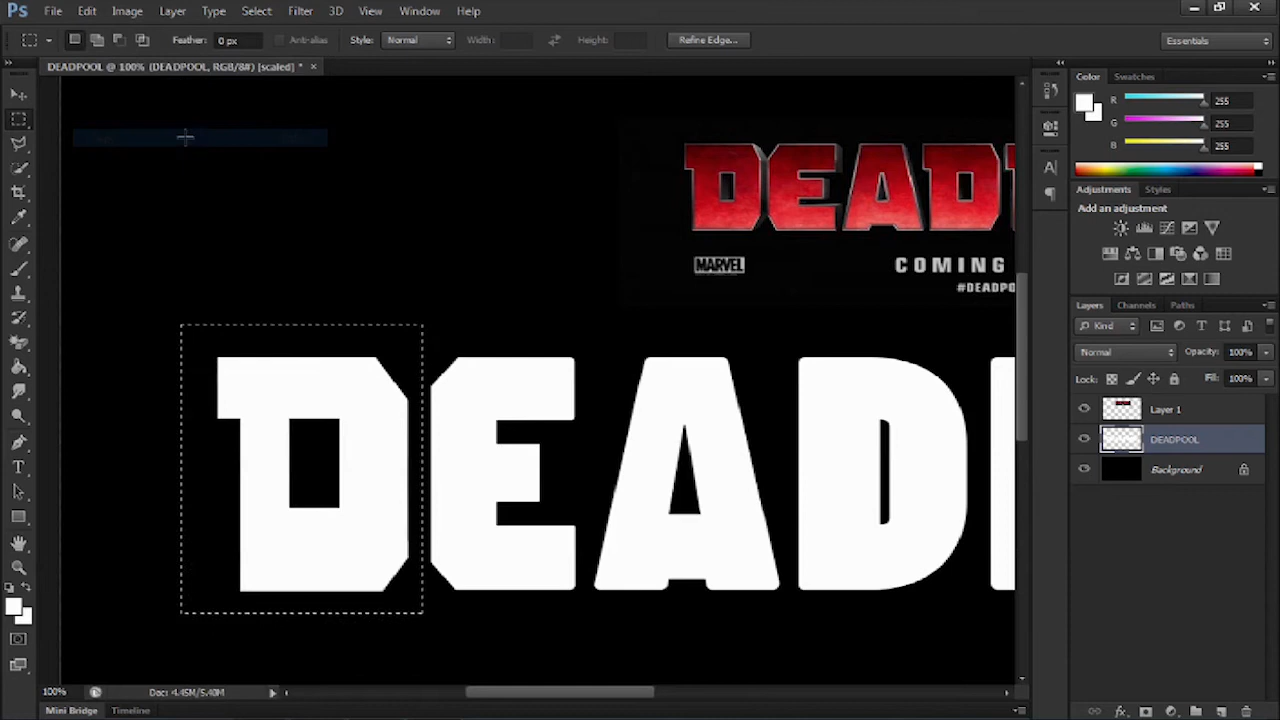 Ps File Edit Image Layer Type Select Filter 3D View Window Help
Feather: 0 px Anti-alias Style: Normal Width: Height: Refine Edge... Essentials
DEADPOOL @ 100% (DEADPOOL, RGB/8#) [scaled] * ×
Color Swatches
R 255
G 255
B 255
Adjustments Styles
Add an adjustment
DEAD
MARVEL
COMING
#DEADPO
Layers Channels Paths
Kind
Normal Opacity: 100%
Lock: Fill: 100%
Layer 1
DEADPOOL
Background
DEAD
100% Doc: 4.45M/5.40M
Mini Bridge Timeline